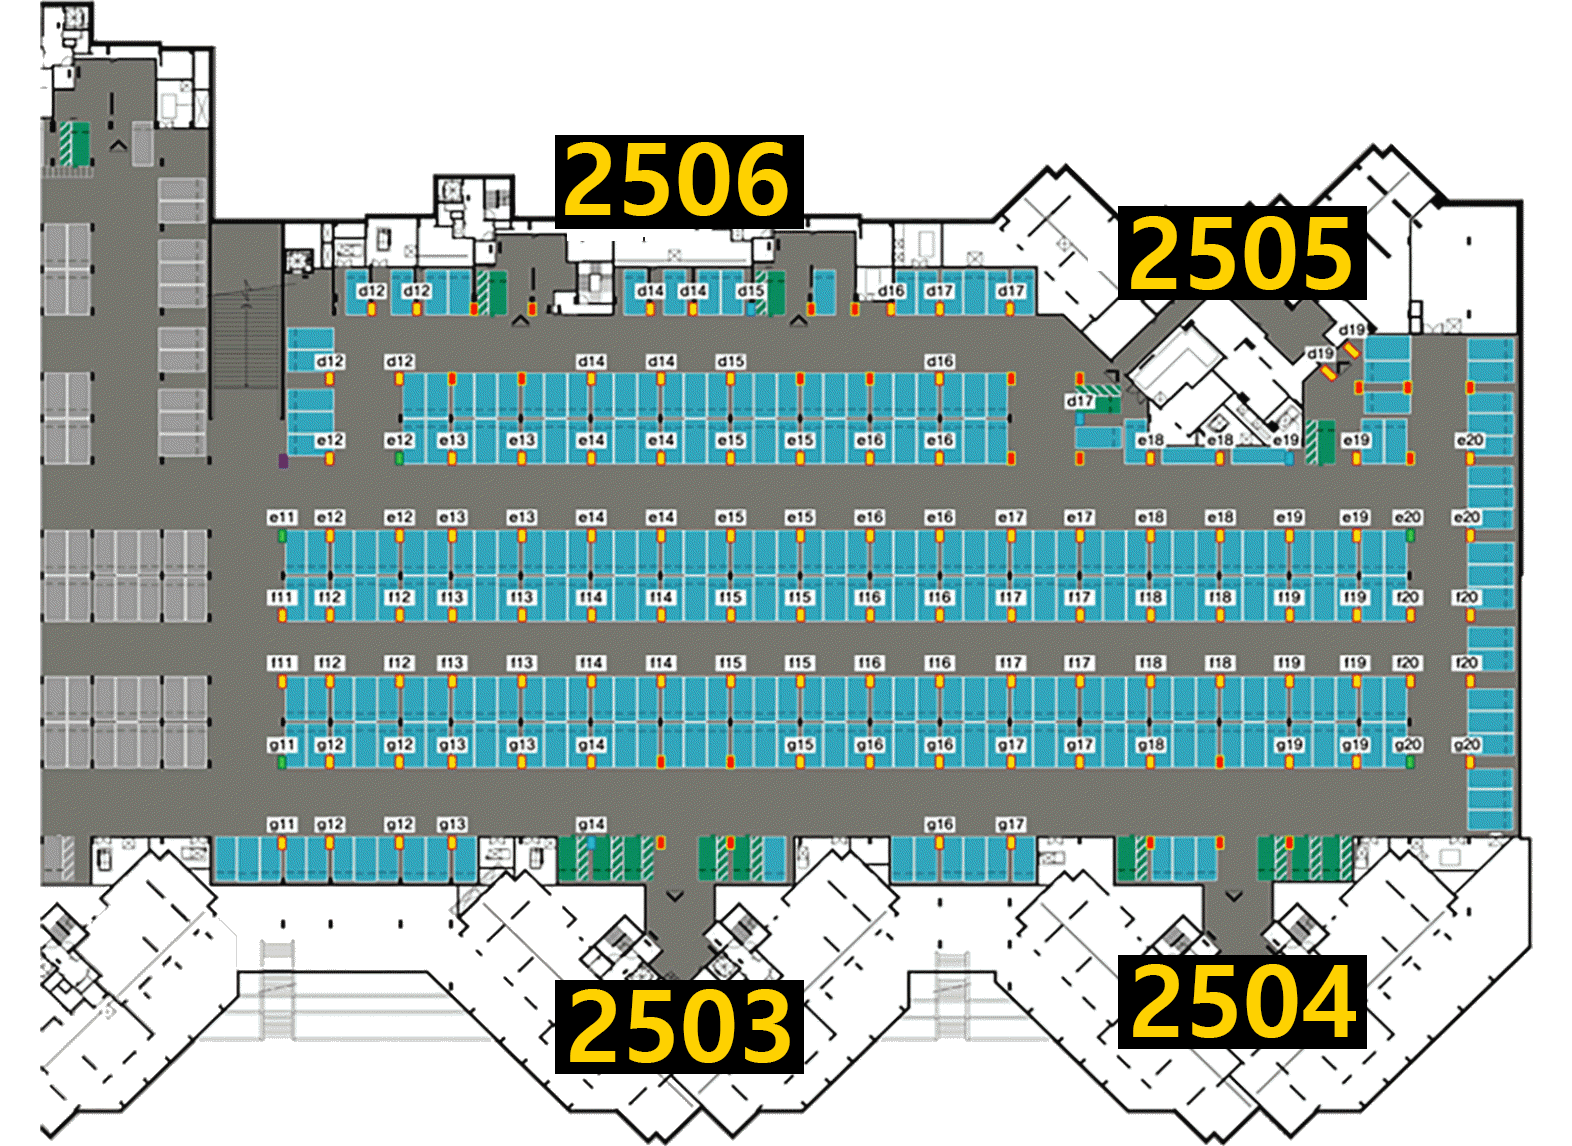 2506
2505
d12 d12 d14 d14 d15 d16 d17 d17
d19
d12 d12 d14 d14 d15 d16 d19
d17
e12 e12 e13 e13 e14 e14 e15 e15 e16 e16 e18 e18 e19 e19 e20
e11 e12 e12 e13 e13 e14 e14 e15 e15 e16 e16 e17 e17 e18 e18 e19 e19 e20 e20
f11 f12 f12 f13 f13 f14 f14 f15 f15 f16 f16 f17 f17 f18 f18 f19 f19 f20 f20
f11 f12 f12 f13 f13 f14 f14 f15 f15 f16 f16 f17 f17 f18 f18 f19 f19 f20 f20
g11 g12 g12 g13 g13 g14 g15 g16 g16 g17 g17 g18 g19 g19 g20 g20
g11 g12 g12 g13 g14 g16 g17
2503
2504